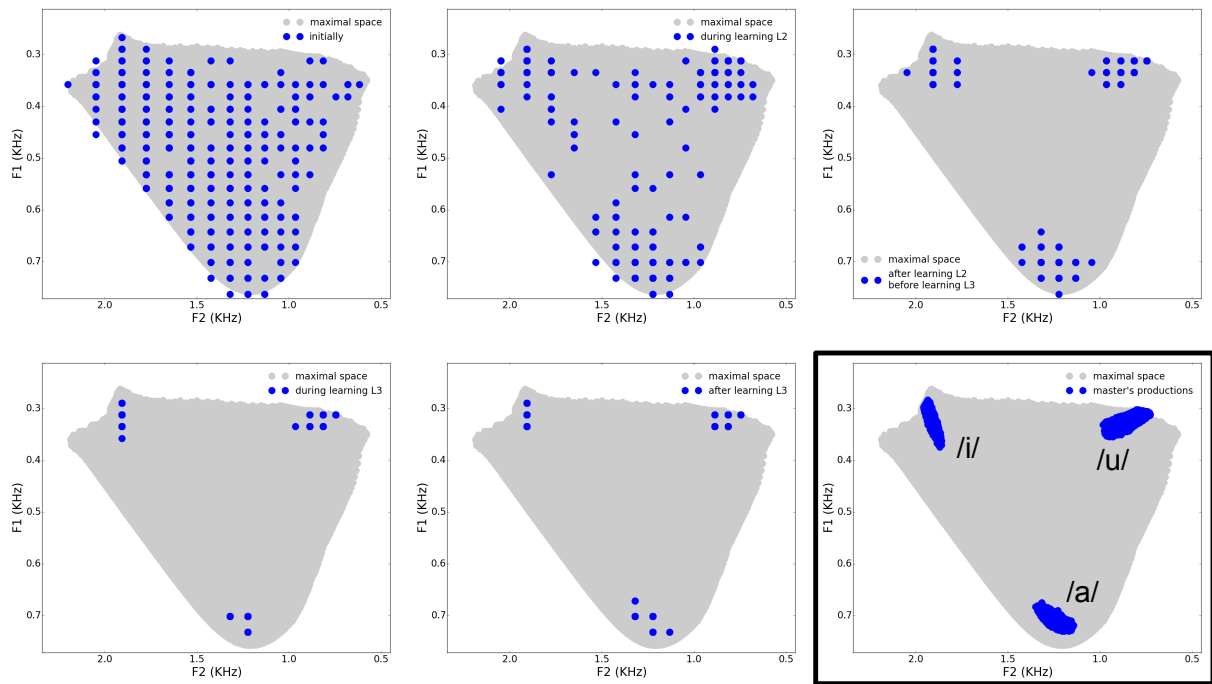 maximal space
initially
0.3
0.4
0.5
0.6
0.7
F1 (KHz)
2.0 1.5 1.0 0.5
F2 (KHz)
maximal space
during learning L2
0.3
0.4
0.5
0.6
0.7
F1 (KHz)
2.0 1.5 1.0 0.5
F2 (KHz)
0.3
0.4
0.5
0.6
0.7
F1 (KHz)
maximal space
after learning L2
before learning L3
2.0 1.5 1.0 0.5
F2 (KHz)
maximal space
during learning L3
0.3
0.4
0.5
0.6
0.7
F1 (KHz)
2.0 1.5 1.0 0.5
F2 (KHz)
maximal space
after learning L3
0.3
0.4
0.5
0.6
0.7
F1 (KHz)
2.0 1.5 1.0 0.5
F2 (KHz)
maximal space
master's productions
0.3
0.4
0.5
0.6
0.7
F1 (KHz)
/i/
/u/
/a/
2.0 1.5 1.0 0.5
F2 (KHz)